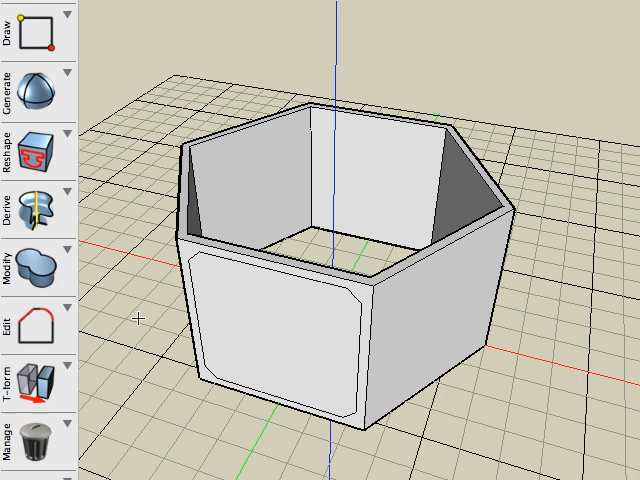 Draw
Generate
Reshape
Derive
Modify
Edit
T-form
Manage